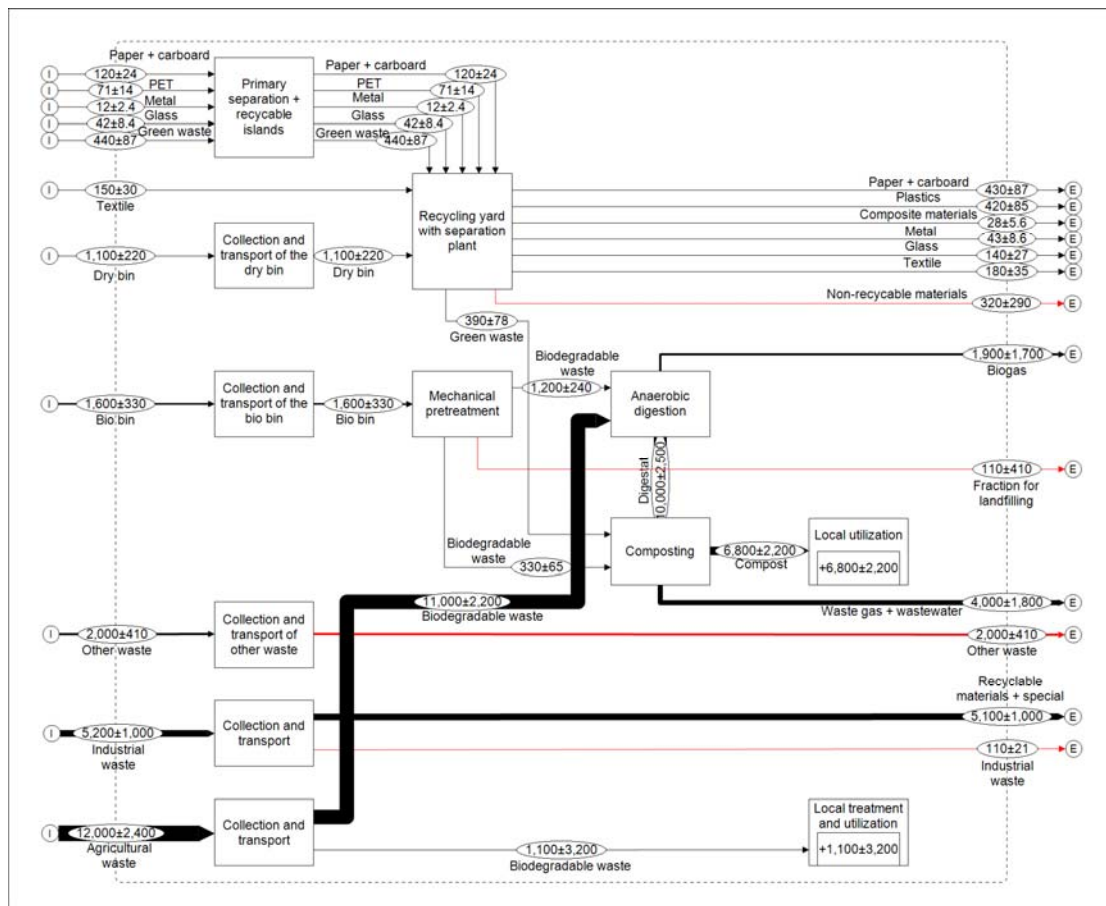 Paper + carboard
I
120±24
PET
I
71±14
Metal
I
12±2.4
Glass
I
42±8.4
Green waste
I
440±87
Primary
separation +
recycable
islands
Paper + carboard
120±24
PET
71±14
Metal
12±2.4
Glass
42±8.4
Green waste
440±87
I
150±30
Textile
Recycling yard
with separation
plant
Paper + carboard
430±87
E
Plastics
420±85
E
Composite materials
28±5.6
E
Metal
43±8.6
E
Glass
140±27
E
Textile
180±35
E
I
1,100±220
Dry bin
Collection and
transport of the
dry bin
1,100±220
Dry bin
Non-recycable materials
320±290
E
390±78
Green waste
Biodegradable
waste
1,200±240
1,900±1,700
E
Biogas
I
1,600±330
Bio bin
Collection and
transport of the
bio bin
1,600±330
Bio bin
Mechanical
pretreatment
Anaerobic
digestion
Digestat
10,000±2,500
110±410
E
Fraction for
landfilling
Biodegradable
waste
330±65
Composting
6,800±2,200
Compost
Local utilization
+6,800±2,200
11,000±2,200
Biodegradable waste
Waste gas + wastewater
4,000±1,800
E
I
2,000±410
Other waste
Collection and
transport of
other waste
2,000±410
E
Other waste
Recyclable
materials + special
5,100±1,000
E
I
5,200±1,000
Industrial
waste
Collection and
transport
110±21
E
Industrial
waste
I
12,000±2,400
Agricultural
waste
Collection and
transport
1,100±3,200
Biodegradable waste
Local treatment
and utilization
+1,100±3,200